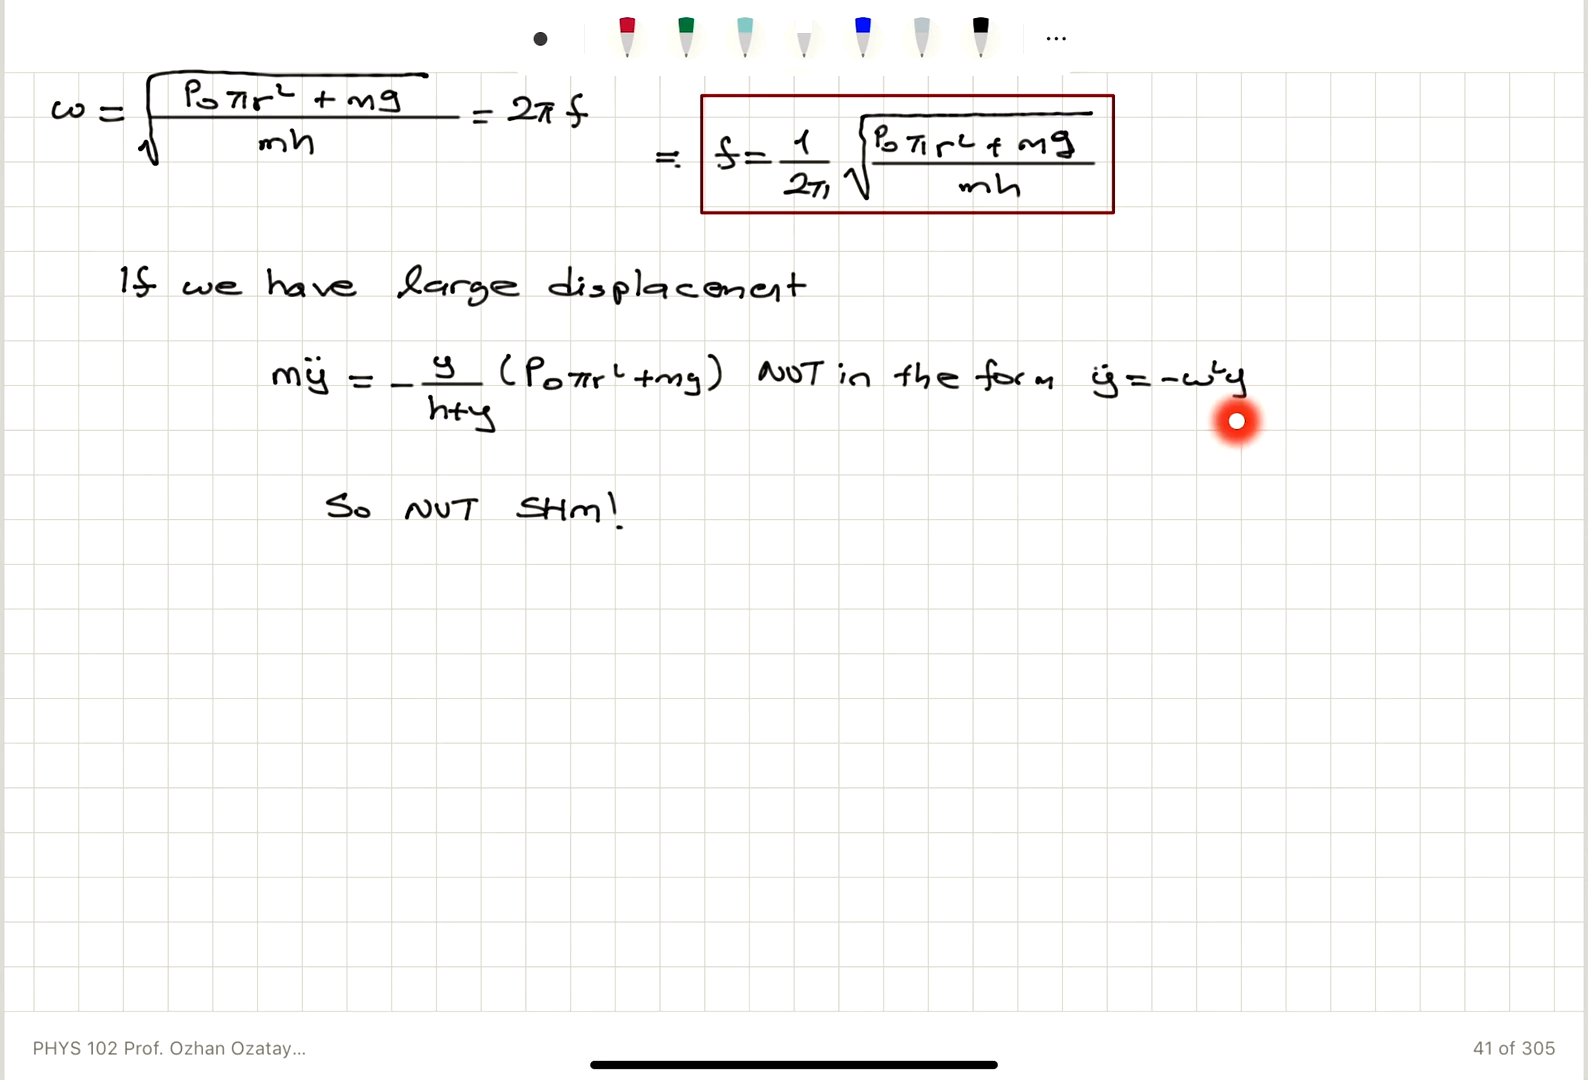 ω = √(P₀πr² + mg / mh) = 2πf
=. f = 1/2π √(P₀πr² + mg / mh)
If we have large displacement
mÿ = - y/(h+y) (P₀πr² + mg) NOT in the form ÿ = -ω²y
So NOT SHM!
PHYS 102 Prof. Ozhan Ozatay...
41 of 305